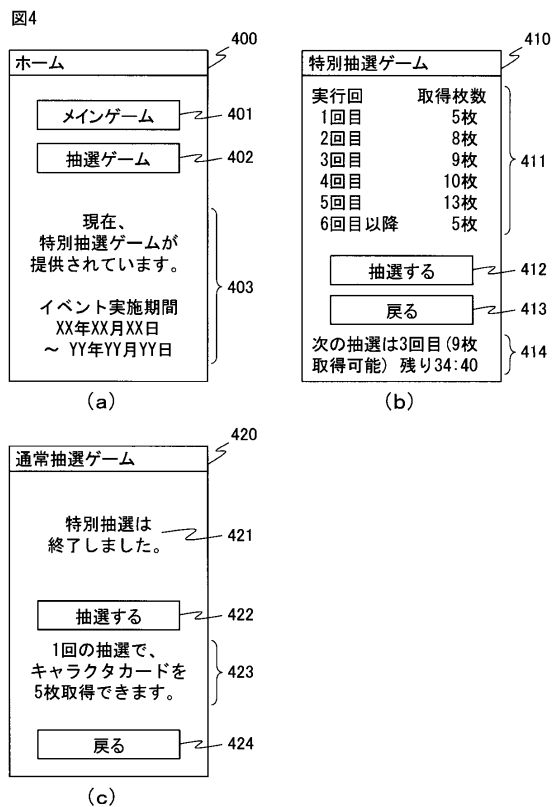 図4
400
ホーム
メインゲーム 401
抽選ゲーム 402
現在、
特別抽選ゲームが
提供されています。
403
イベント実施期間
XX年XX月XX日
～ YY年YY月YY日
(a)
410
特別抽選ゲーム
実行回 取得枚数
1回目 5枚
2回目 8枚
3回目 9枚
411
4回目 10枚
5回目 13枚
6回目以降 5枚
抽選する 412
戻る 413
次の抽選は3回目(9枚
取得可能) 残り34:40
414
(b)
420
通常抽選ゲーム
特別抽選は
終了しました。
421
抽選する 422
1回の抽選で、
キャラクタカードを
5枚取得できます。
423
戻る 424
(c)